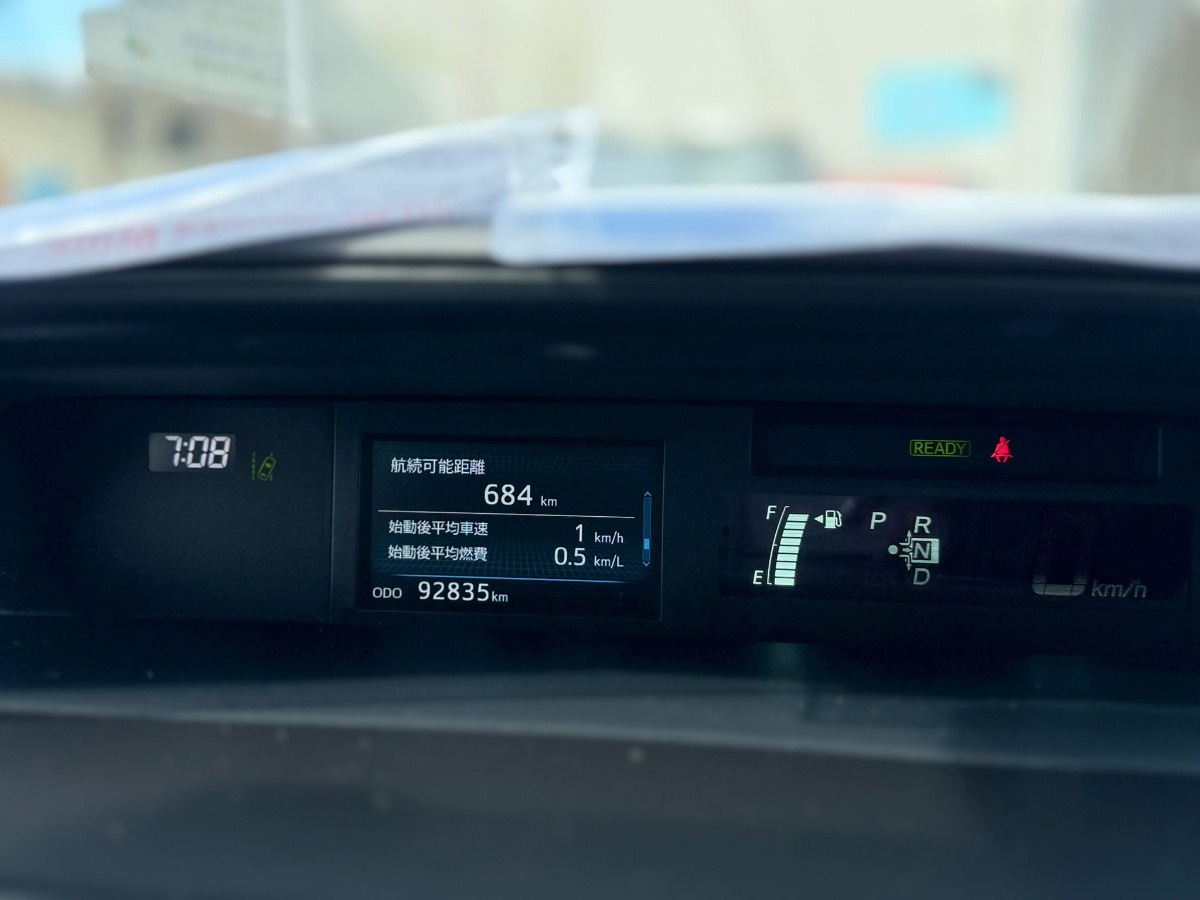 7:08
航続可能距離
684 km
始動後平均車速 1 km/h
始動後平均燃費 0.5 km/L
ODO 92835km
READY
F
E
P
R
N
D
0 km/h